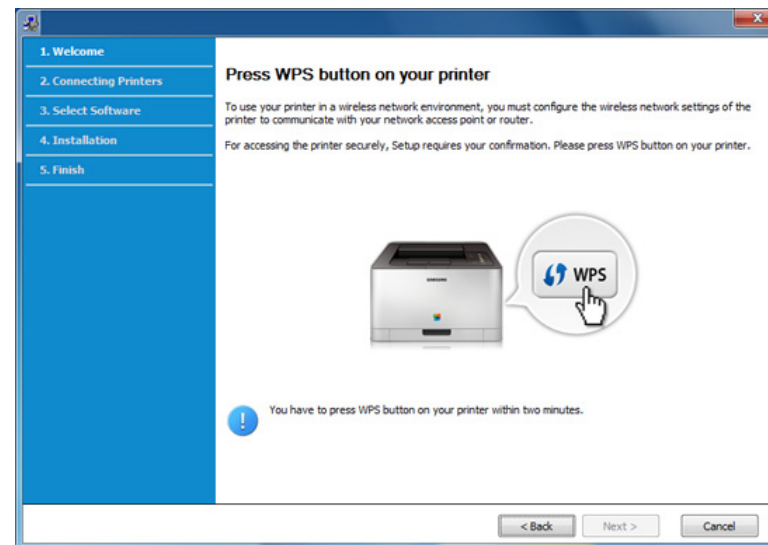 1. Welcome
2. Connecting Printers
3. Select Software
4. Installation
5. Finish
Press WPS button on your printer
To use your printer in a wireless network environment, you must configure the wireless network settings of the
printer to communicate with your network access point or router.
For accessing the printer securely, Setup requires your confirmation. Please press WPS button on your printer.
SAMSUNG
WPS
You have to press WPS button on your printer within two minutes.
< Back
Next >
Cancel